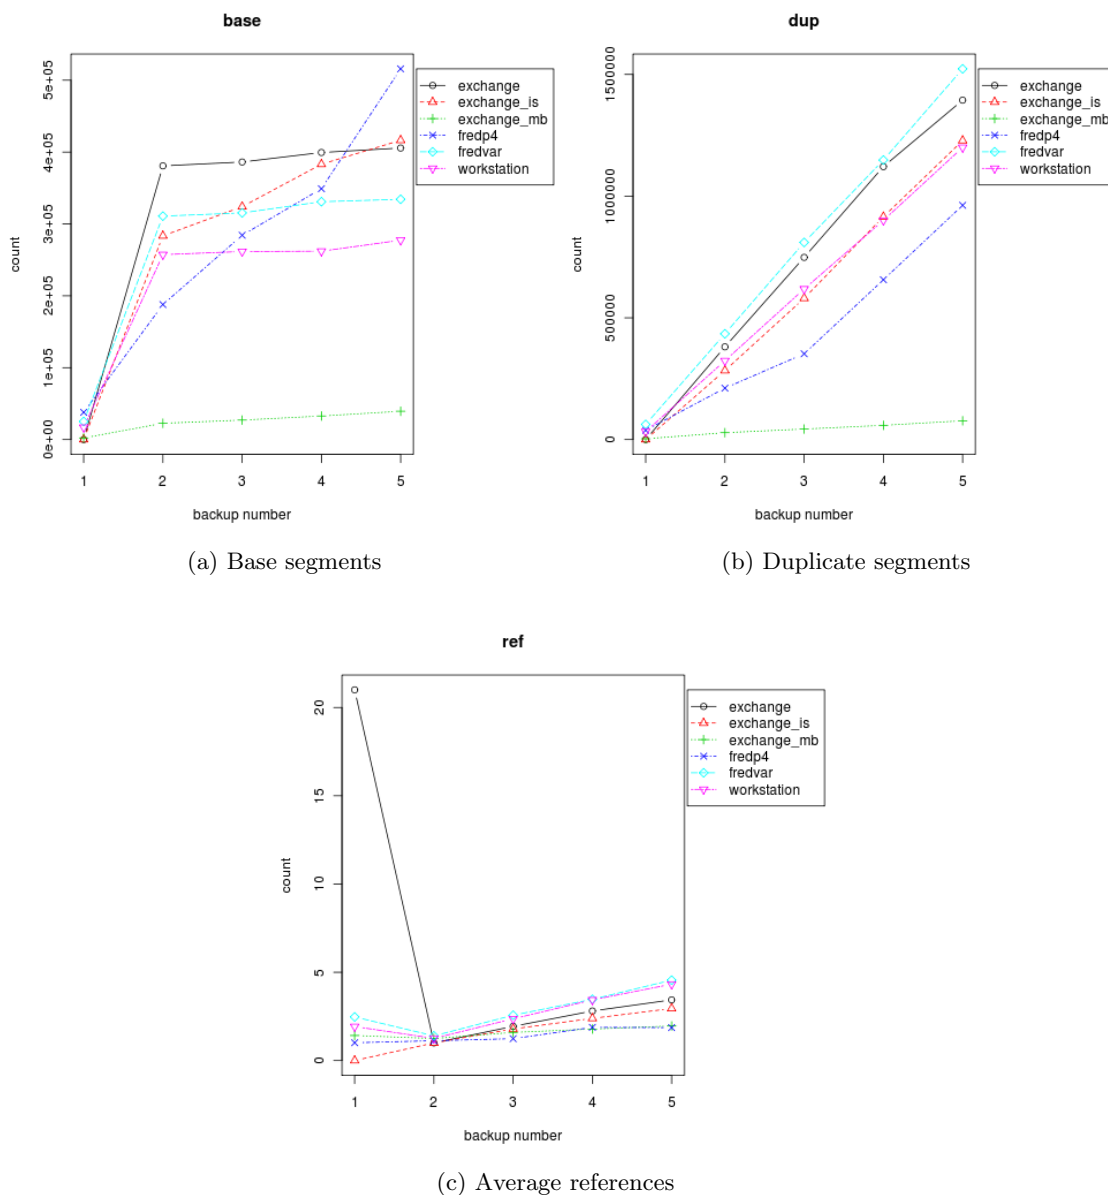 base
count
0e+00
1e+05
2e+05
3e+05
4e+05
5e+05
exchange
exchange_is
exchange_mb
fredp4
fredvar
workstation
1 2 3 4 5
backup number
(a) Base segments
dup
count
0
500000
1000000
1500000
exchange
exchange_is
exchange_mb
fredp4
fredvar
workstation
1 2 3 4 5
backup number
(b) Duplicate segments
ref
count
0
5
10
15
20
exchange
exchange_is
exchange_mb
fredp4
fredvar
workstation
1 2 3 4 5
backup number
(c) Average references